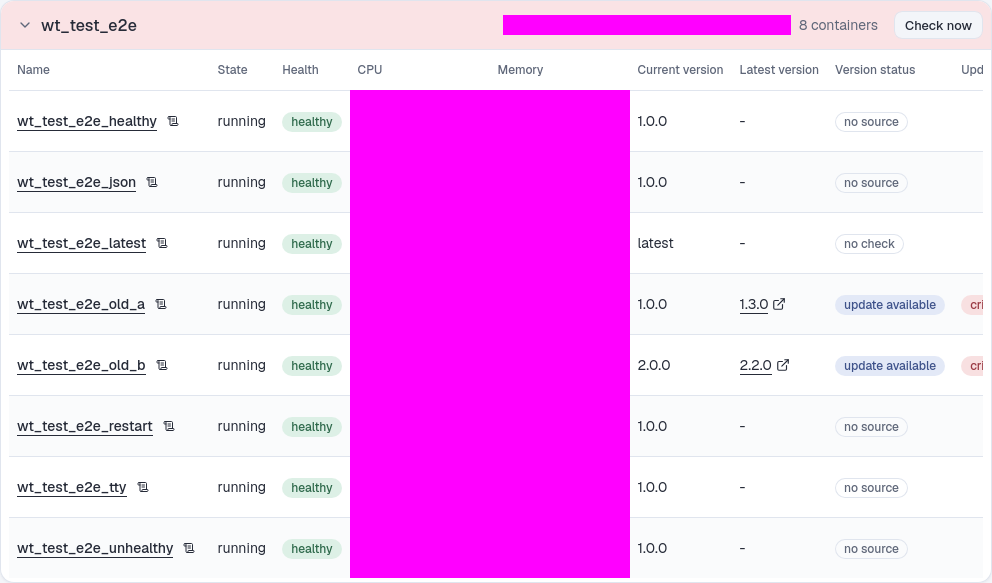 wt_test_e2e 8 containers Check now
Name State Health CPU Memory Current version Latest version Version status Upd
wt_test_e2e_healthy running healthy 1.0.0 - no source
wt_test_e2e_json running healthy 1.0.0 - no source
wt_test_e2e_latest running healthy latest - no check
wt_test_e2e_old_a running healthy 1.0.0 1.3.0 update available cri
wt_test_e2e_old_b running healthy 2.0.0 2.2.0 update available cri
wt_test_e2e_restart running healthy 1.0.0 - no source
wt_test_e2e_tty running healthy 1.0.0 - no source
wt_test_e2e_unhealthy running healthy 1.0.0 - no source